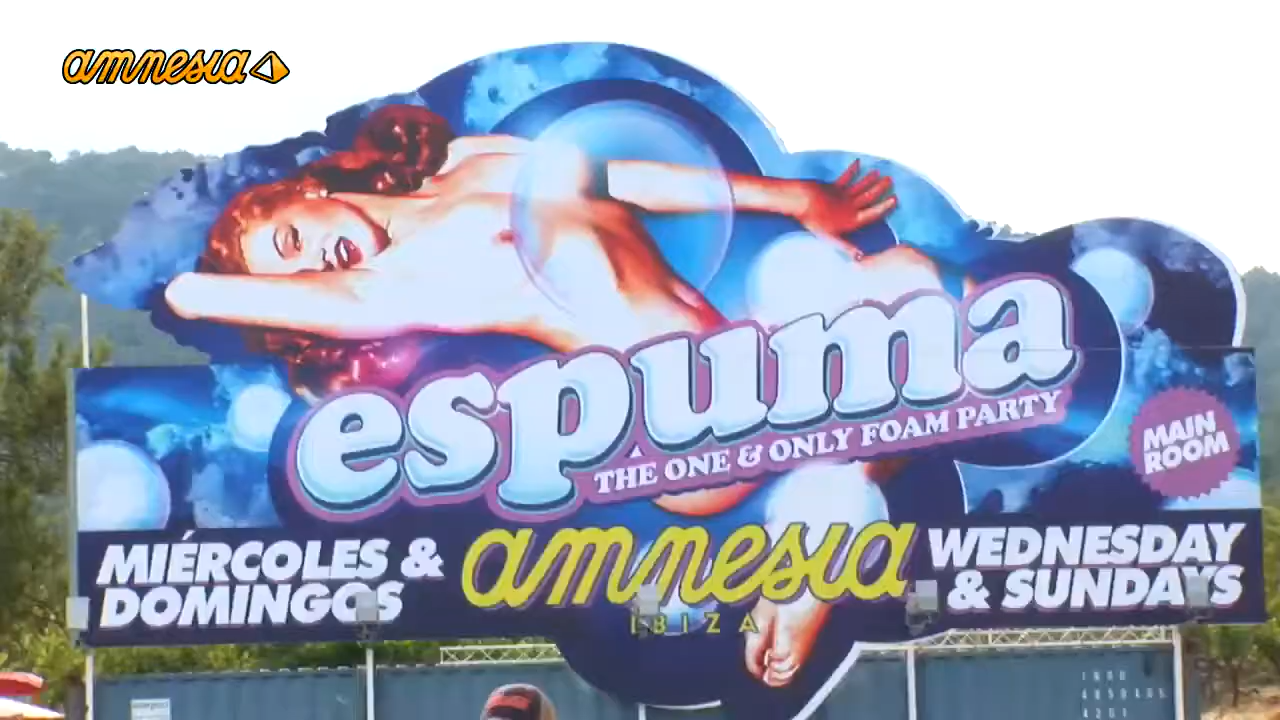 amnesia
espuma
THE ONE & ONLY FOAM PARTY
MAIN
ROOM
MIÉRCOLES &
DOMINGOS
amnesia
IBIZA
WEDNESDAY
& SUNDAYS